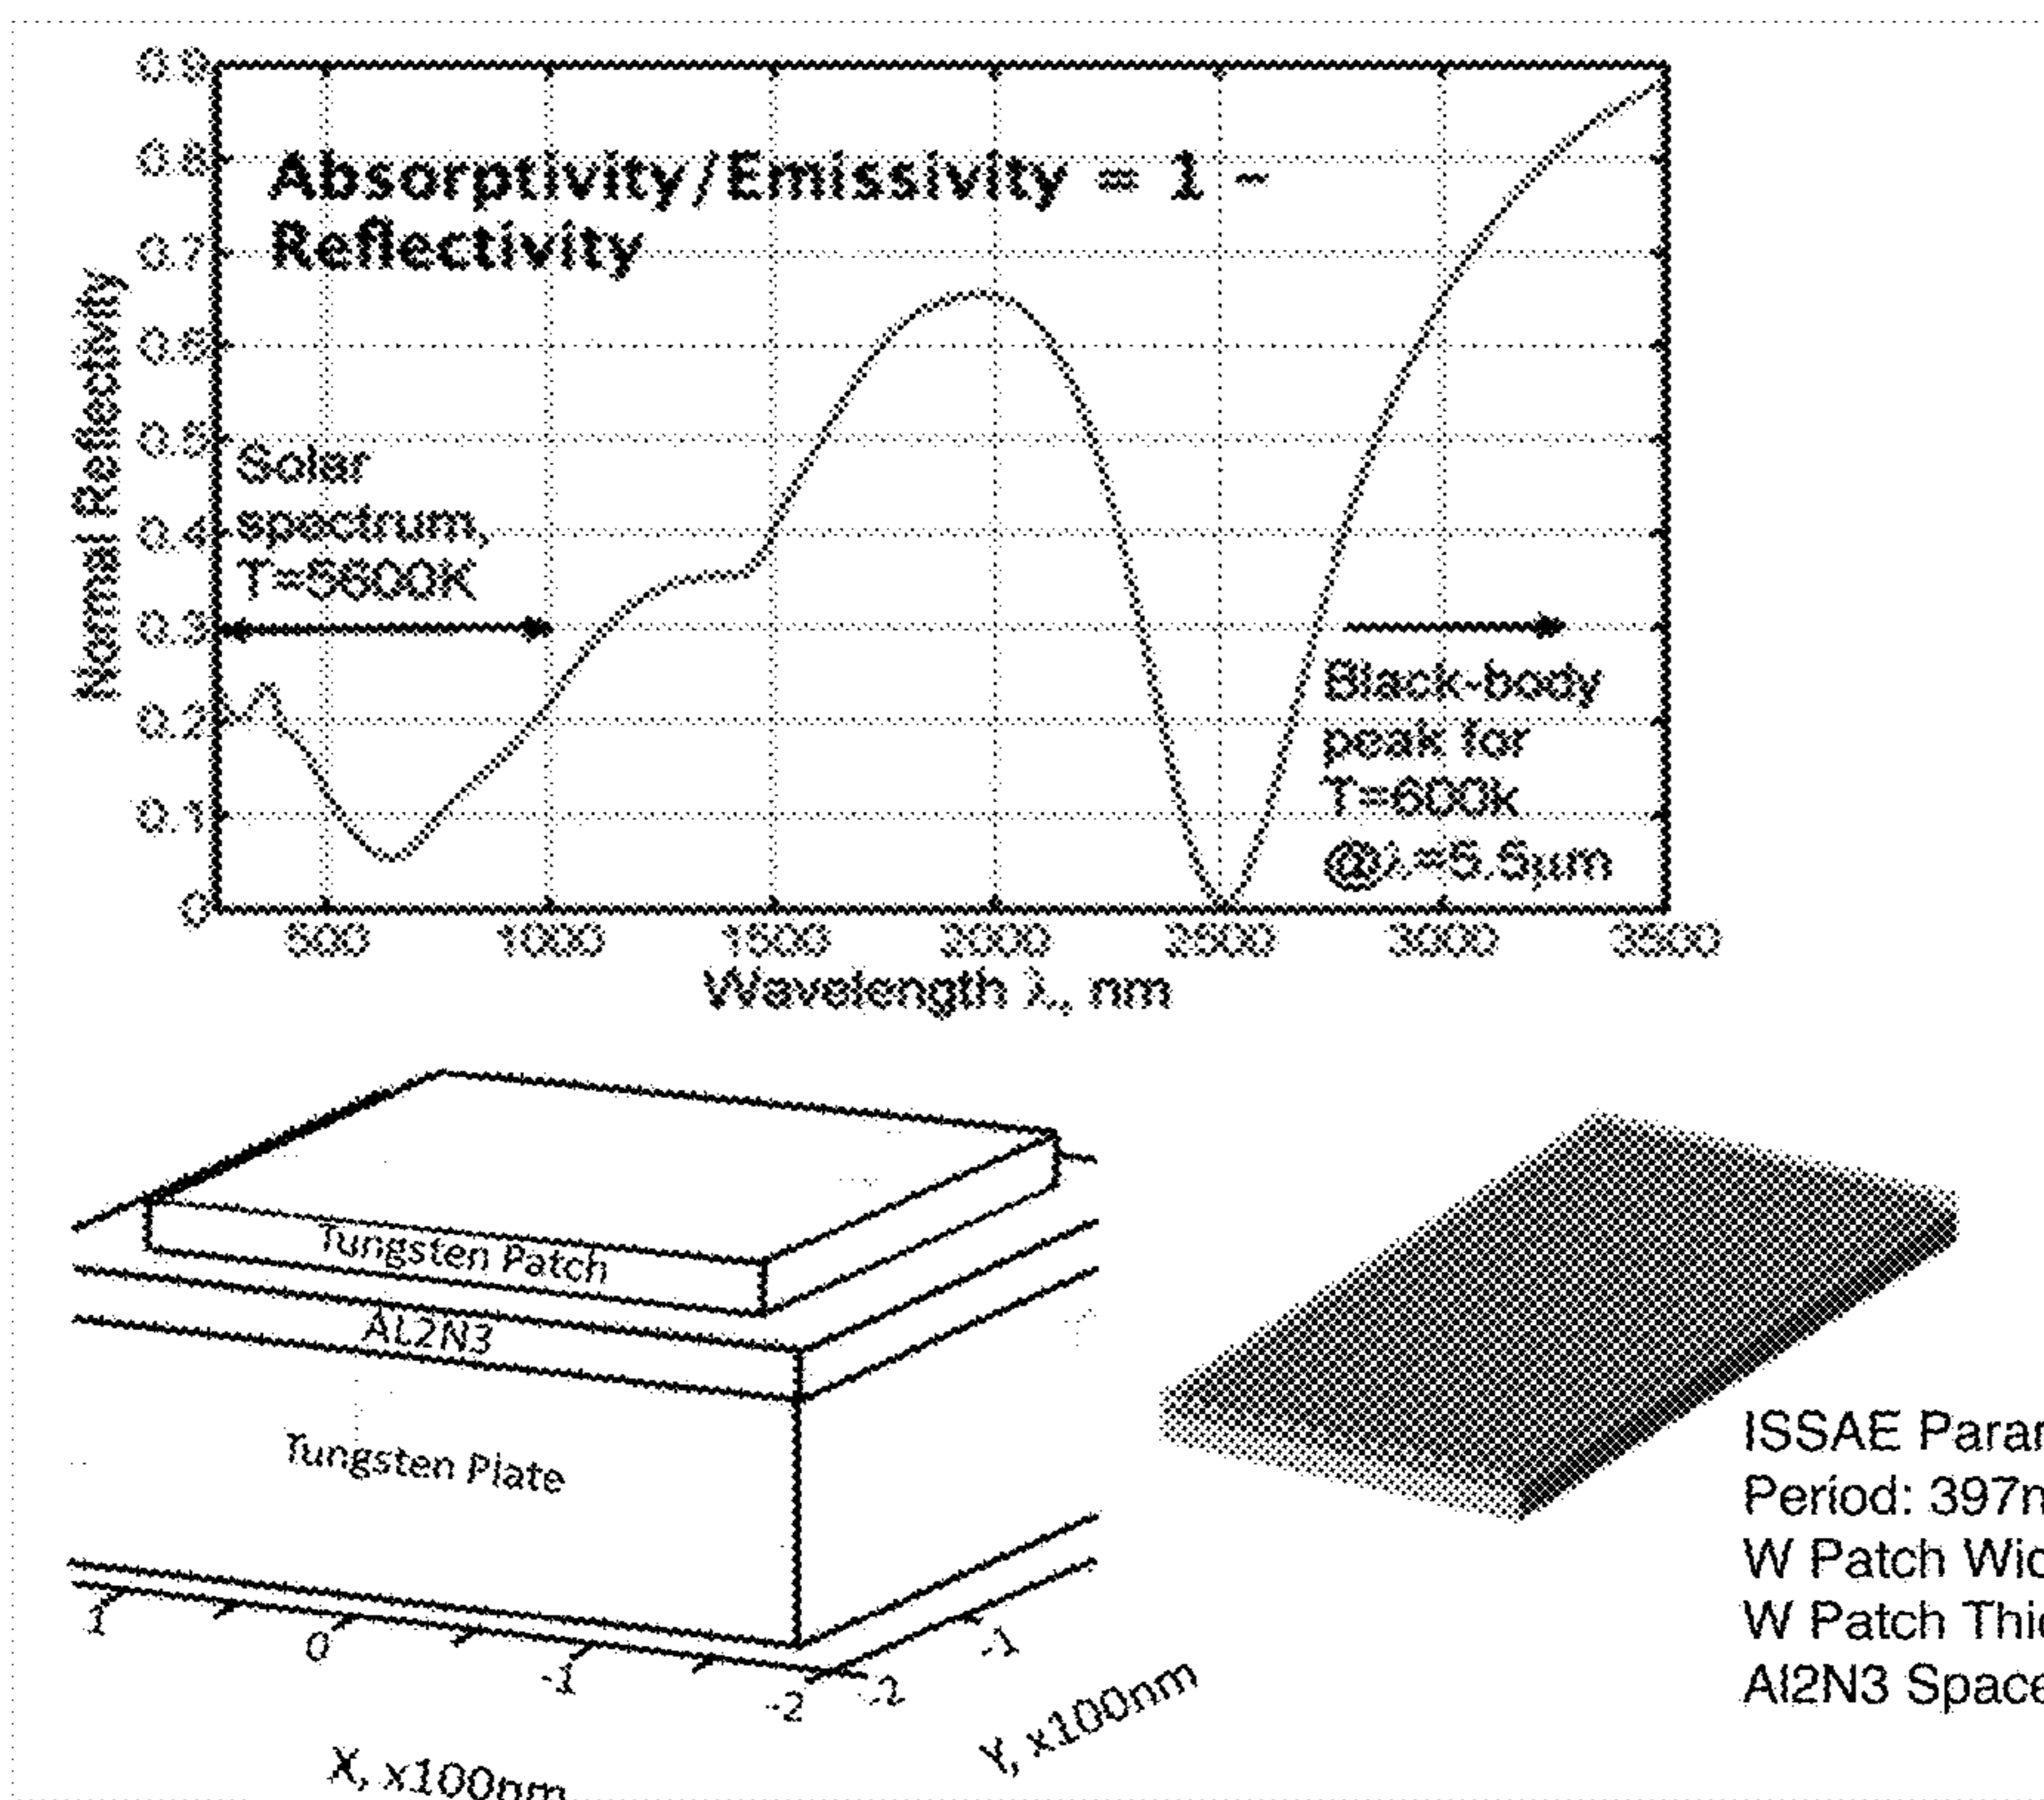 0.9
0.8
0.7
0.6
0.5
0.4
0.3
0.2
0.1
0
Normal Reflectivity
Absorptivity/Emissivity = 1 –
Reflectivity
Solar
spectrum,
T=5600K
Black-body
peak for
T=600k
@λ=5.5μm
500 1000 1500 2000 2500 3000 3500
Wavelength λ, nm
Tungsten Patch
AL2N3
Tungsten Plate
1 0 -1 -2
-2 -1
X, x100nm
Y, x100nm
ISSAE Param
Period: 397n
W Patch Wid
W Patch Thic
Al2N3 Space